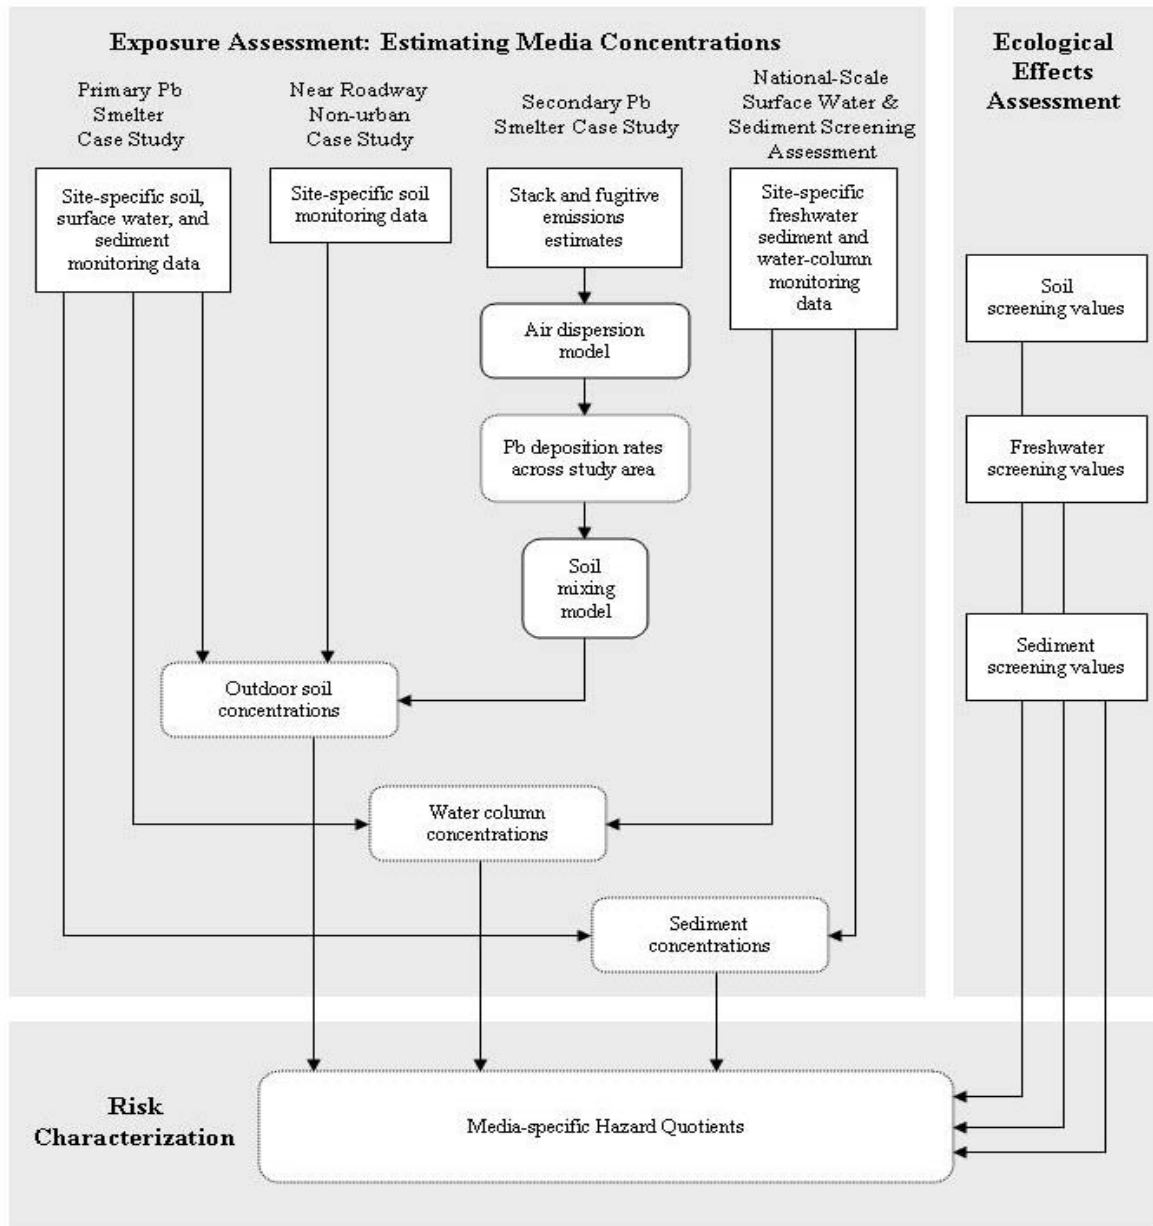 Exposure Assessment: Estimating Media Concentrations
Primary Pb
Smelter
Case Study
Near Roadway
Non-urban
Case Study
Secondary Pb
Smelter Case Study
National-Scale
Surface Water &
Sediment Screening
Assessment
Site-specific soil,
surface water, and
sediment
monitoring data
Site-specific soil
monitoring data
Stack and fugitive
emissions
estimates
Site-specific
freshwater
sediment and
water-column
monitoring
data
Air dispersion
model
Pb deposition rates
across study area
Soil
mixing
model
Outdoor soil
concentrations
Water column
concentrations
Sediment
concentrations
Ecological
Effects
Assessment
Soil
screening values
Freshwater
screening values
Sediment
screening values
Risk
Characterization
Media-specific Hazard Quotients